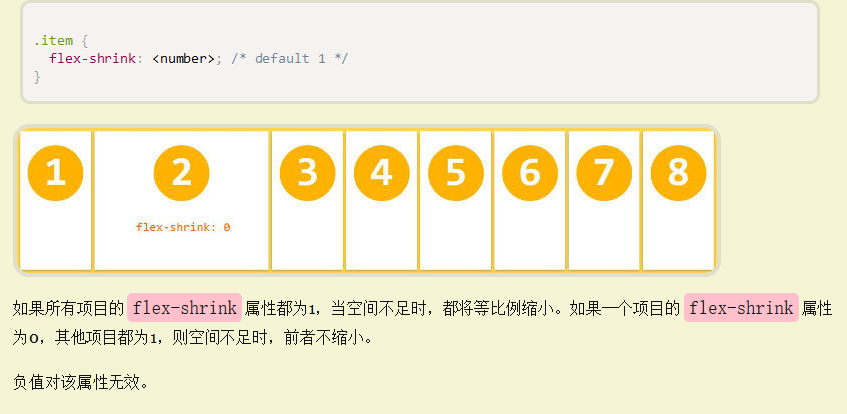 .item {
flex-shrink: <number>; /* default 1 */
}
1 2 3 4 5 6 7 8
flex-shrink: 0
如果所有项目的 flex-shrink 属性都为1，当空间不足时，都将等比例缩小。如果一个项目的 flex-shrink 属性
为0，其他项目都为1，则空间不足时，前者不缩小。
负值对该属性无效。